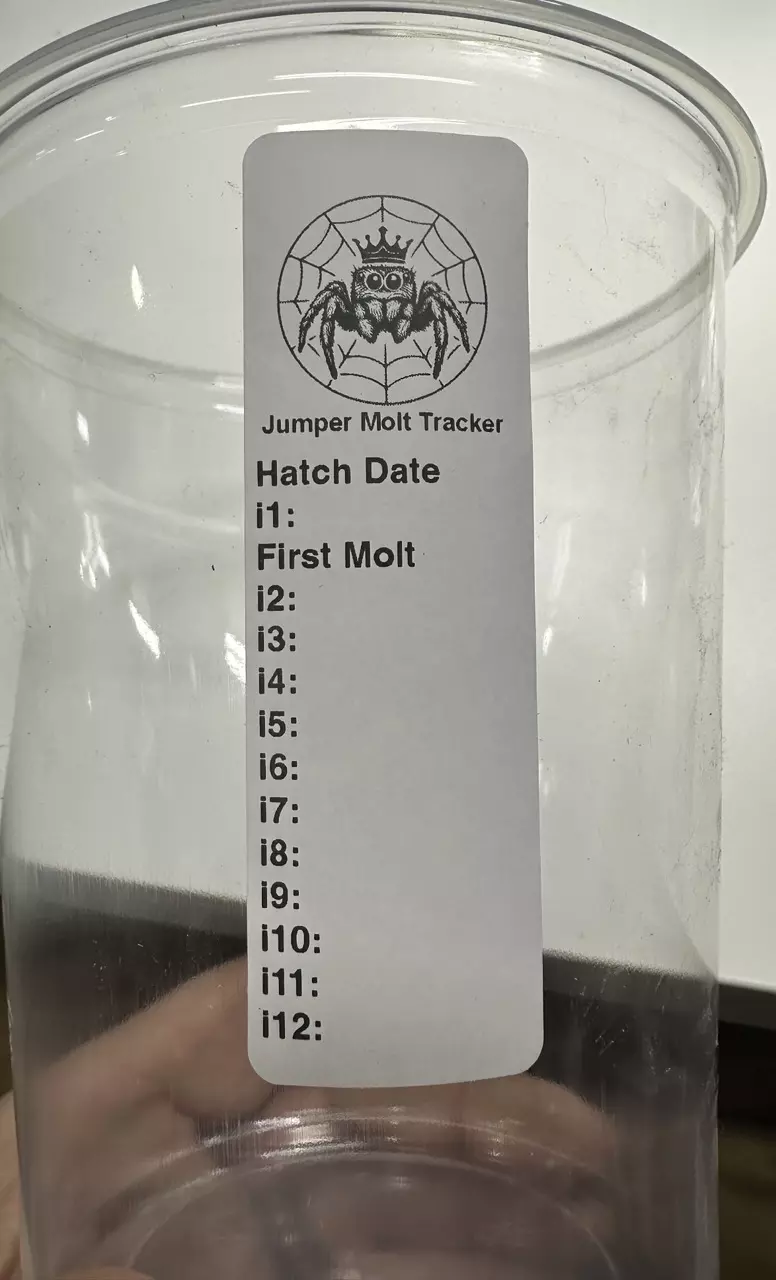 Jumper Molt Tracker
Hatch Date
i1:
First Molt
i2:
i3:
i4:
i5:
i6:
i7:
i8:
i9:
i10:
i11:
i12: